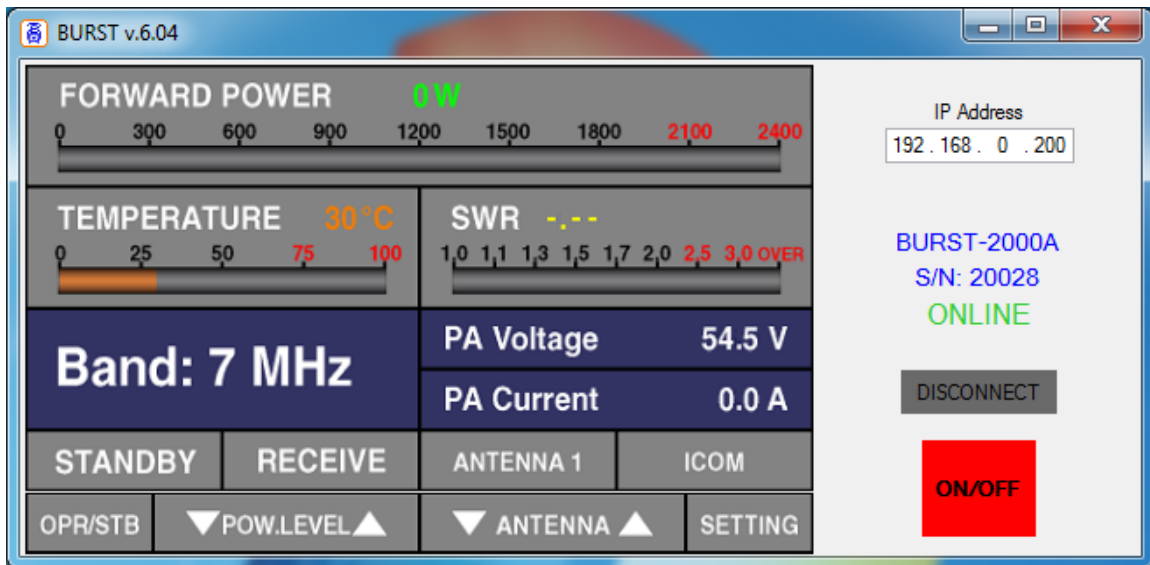 BURST v.6.04
FORWARD POWER 0 W
0 300 600 900 1200 1500 1800 2100 2400
TEMPERATURE 30°C
0 25 50 75 100
SWR -.--
1,0 1,1 1,3 1,5 1,7 2,0 2,5 3,0 OVER
Band: 7 MHz
PA Voltage 54.5 V
PA Current 0.0 A
STANDBY RECEIVE ANTENNA 1 ICOM
OPR/STB ▼POW.LEVEL▲ ▼ ANTENNA ▲ SETTING
IP Address
192 . 168 . 0 . 200
BURST-2000A
S/N: 20028
ONLINE
DISCONNECT
ON/OFF